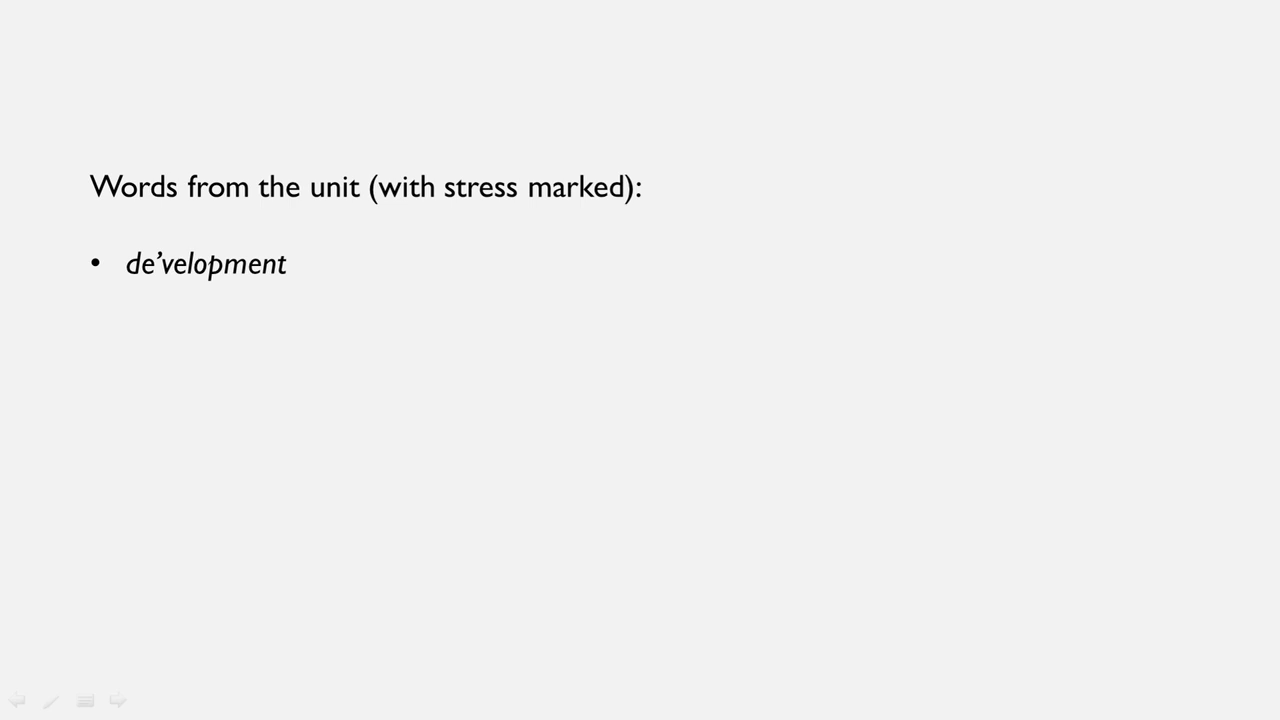 Words from the unit (with stress marked):
• de’velopment